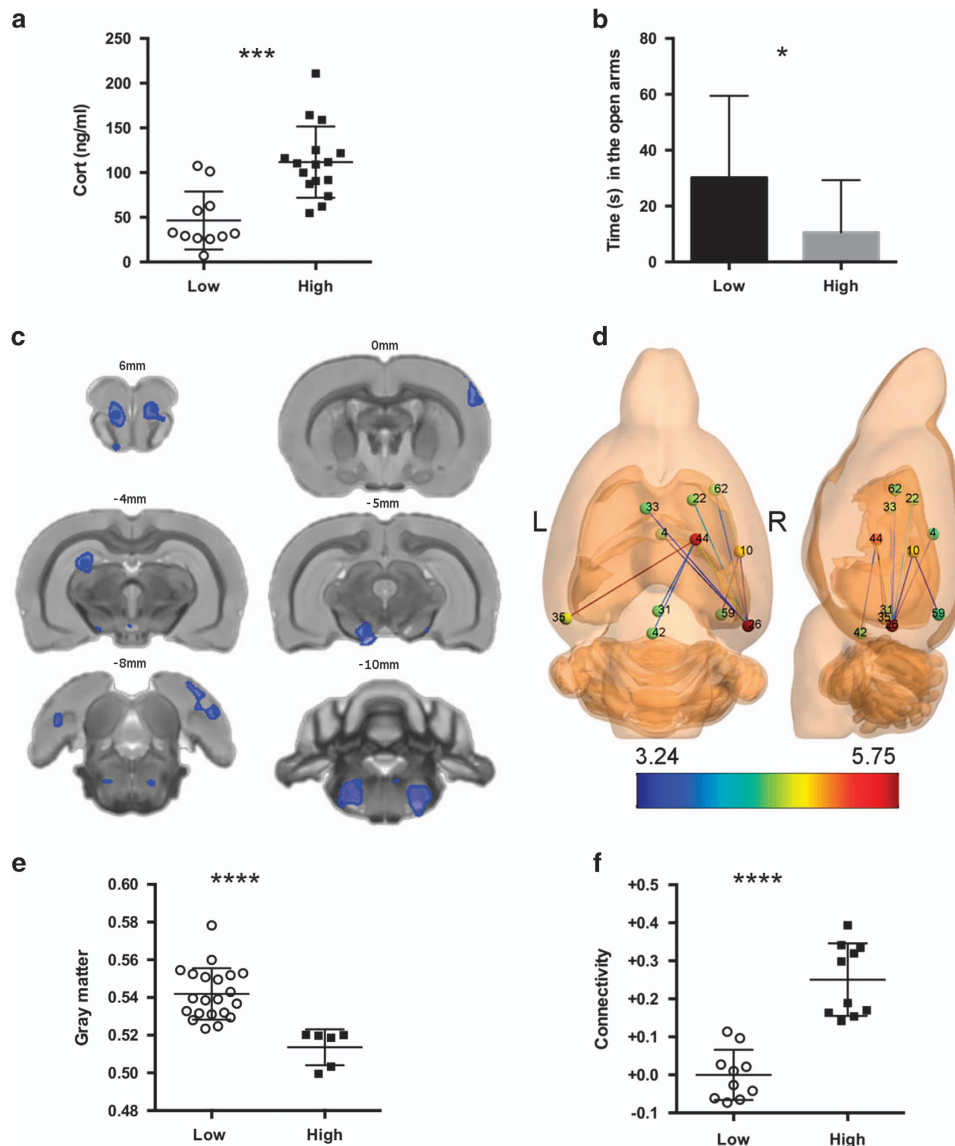 a
***
250
200
150
100
50
0
Cort (ng/ml)
Low High
b
*
80
60
40
20
0
Time (s) in the open arms
Low High
c
6mm
0mm
-4mm
-5mm
-8mm
-10mm
d
L
R
62
22
33
4
44
10
35
31
59
26
42
62
22
33
4
44
10
31
35
59
26
42
3.24 5.75
e
****
0.60
0.58
0.56
0.54
0.52
0.50
0.48
Gray matter
Low High
f
****
+0.5
+0.3
+0.2
+0.1
+0.0
-0.1
Connectivity
Low High